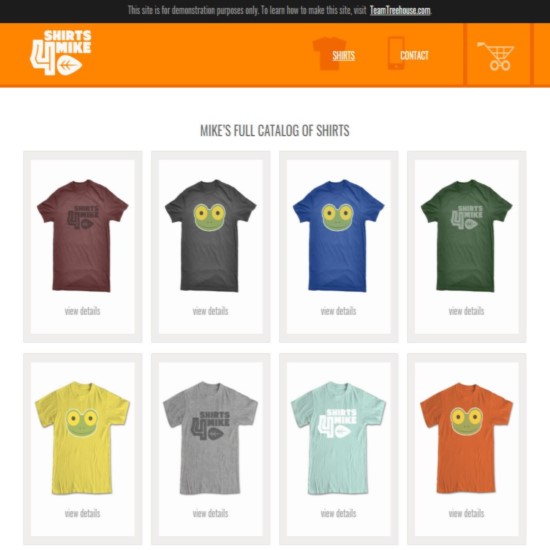 This site is for demonstration purposes only. To learn how to make this site, visit TeamTreehouse.com.
SHIRTS
4 MIKE
SHIRTS
CONTACT
MIKE'S FULL CATALOG OF SHIRTS
SHIRTS
4 MIKE
SHIRTS
4 MIKE
view details
view details
view details
view details
SHIRTS
4 MIKE
SHIRTS
4 MIKE
view details
view details
view details
view details